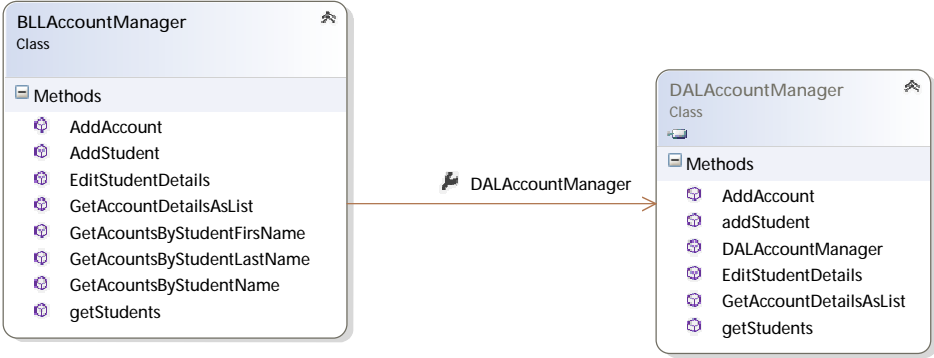 BLLAccountManager
Class
Methods
AddAccount
AddStudent
EditStudentDetails
GetAccountDetailsAsList
GetAcountsByStudentFirsName
GetAcountsByStudentLastName
GetAcountsByStudentName
getStudents
DALAccountManager
DALAccountManager
Class
Methods
AddAccount
addStudent
DALAccountManager
EditStudentDetails
GetAccountDetailsAsList
getStudents